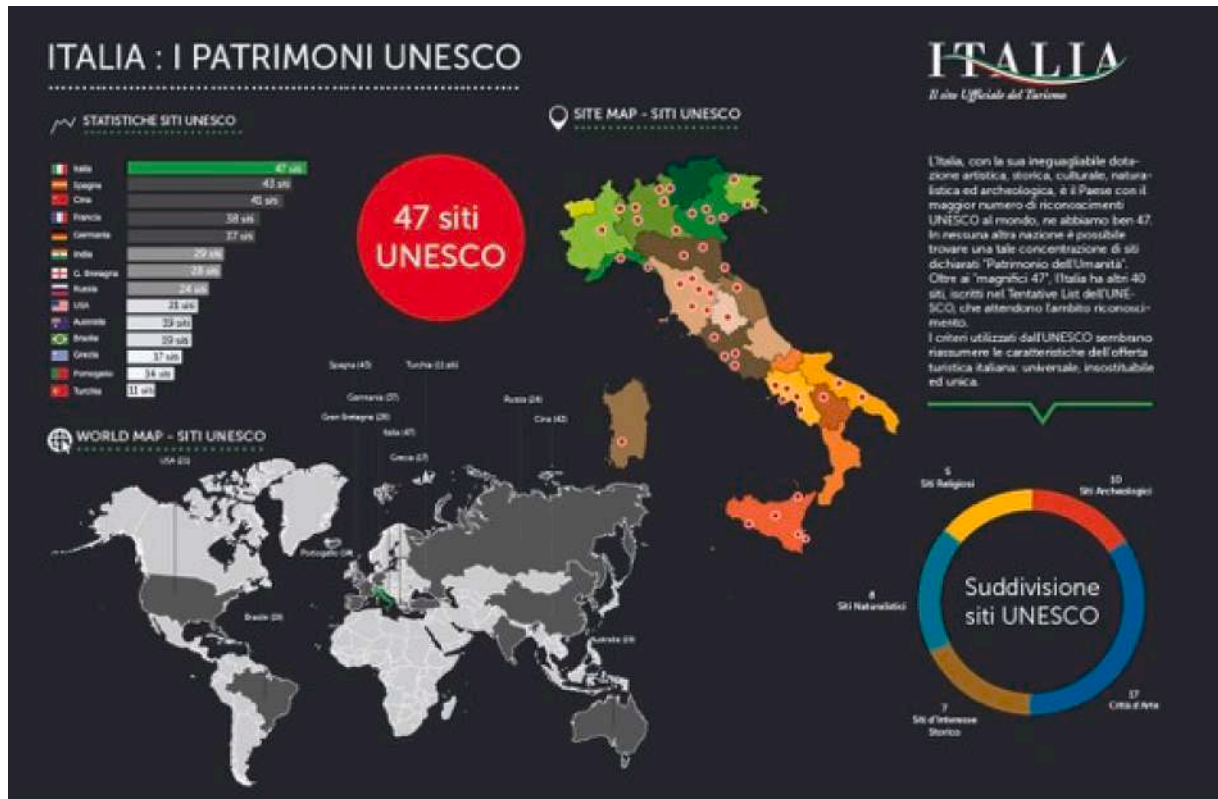 ITALIA : I PATRIMONI UNESCO
ITALIA
Il sito Ufficiale del Turismo
STATISTICHE SITI UNESCO
Italia 47 siti
Spagna 43 siti
Cina 41 siti
Francia 38 siti
Germania 37 siti
India 29 siti
G. Bretagna 28 siti
Russia 24 siti
USA 21 siti
Australia 19 siti
Brasile 19 siti
Grecia 17 siti
Portogallo 14 siti
Turchia 11 siti
47 siti
UNESCO
SITE MAP - SITI UNESCO
L'Italia, con la sua ineguagliabile dota-
zione artistica, storica, culturale, natura-
listica ed archeologica, è il Paese con il
maggior numero di riconoscimenti
UNESCO al mondo, ne abbiamo ben 47.
In nessuna altra nazione è possibile
trovare una tale concentrazione di siti
dichiarati "Patrimonio dell'Umanità".
Oltre ai "magnifici 47", l'Italia ha altri 40
siti, iscritti nel Tentative List dell'UNE-
SCO, che attendono l'ambito riconosci-
mento.
I criteri utilizzati dall'UNESCO sembrano
riassumere le caratteristiche dell'offerta
turistica italiana: universale, insostituibile
ed unica.
WORLD MAP - SITI UNESCO
USA (21)
Spagna (43)
Turchia (11 siti)
Germania (37)
Gran Bretagna (28)
Italia (47)
Grecia (17)
Russia (24)
Cina (42)
Portogallo (14)
Brasile (19)
Australia (19)
Suddivisione
siti UNESCO
5
Siti Religiosi
10
Siti Archeologici
Siti Naturalistici
7
Siti d'Interesse
Storico
17
Città d'Arte